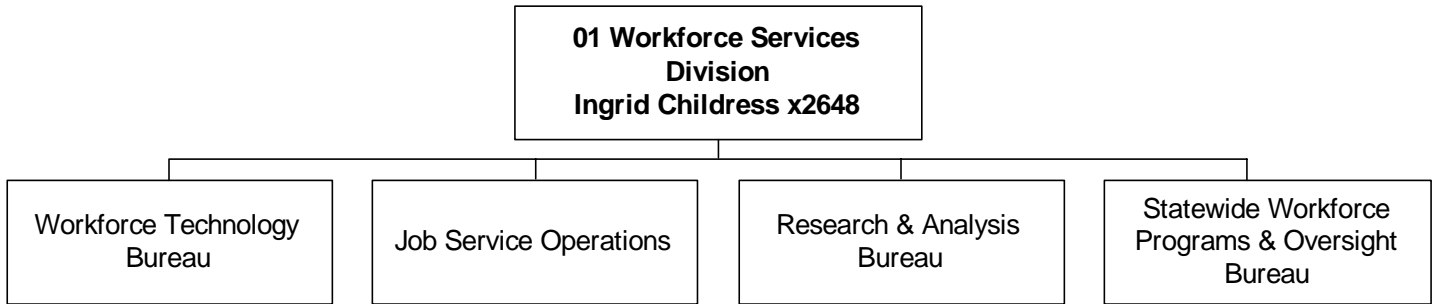 01 Workforce Services
Division
Ingrid Childress x2648
Workforce Technology
Bureau
Job Service Operations
Research & Analysis
Bureau
Statewide Workforce
Programs & Oversight
Bureau